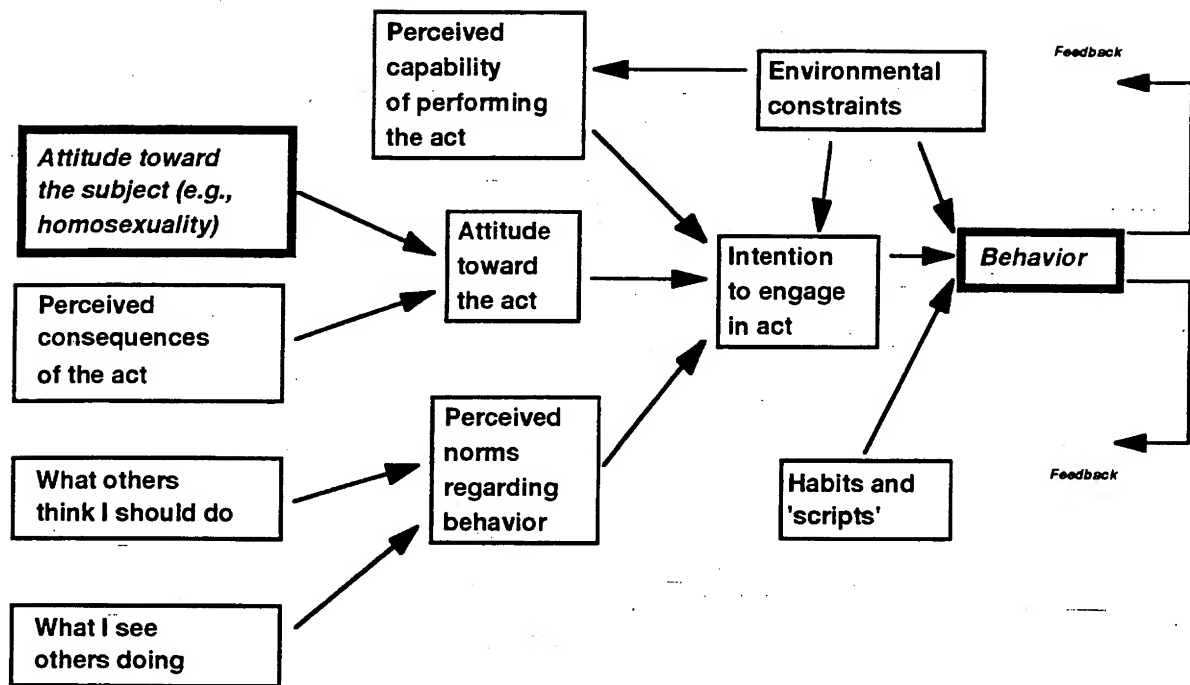 Perceived
capability
of performing
the act
Environmental
constraints
Feedback
Attitude toward
the subject (e.g.,
homosexuality)
Attitude
toward
the act
Intention
to engage
in act
Behavior
Perceived
consequences
of the act
Perceived
norms
regarding
behavior
What others
think I should do
Habits and
'scripts'
Feedback
What I see
others doing